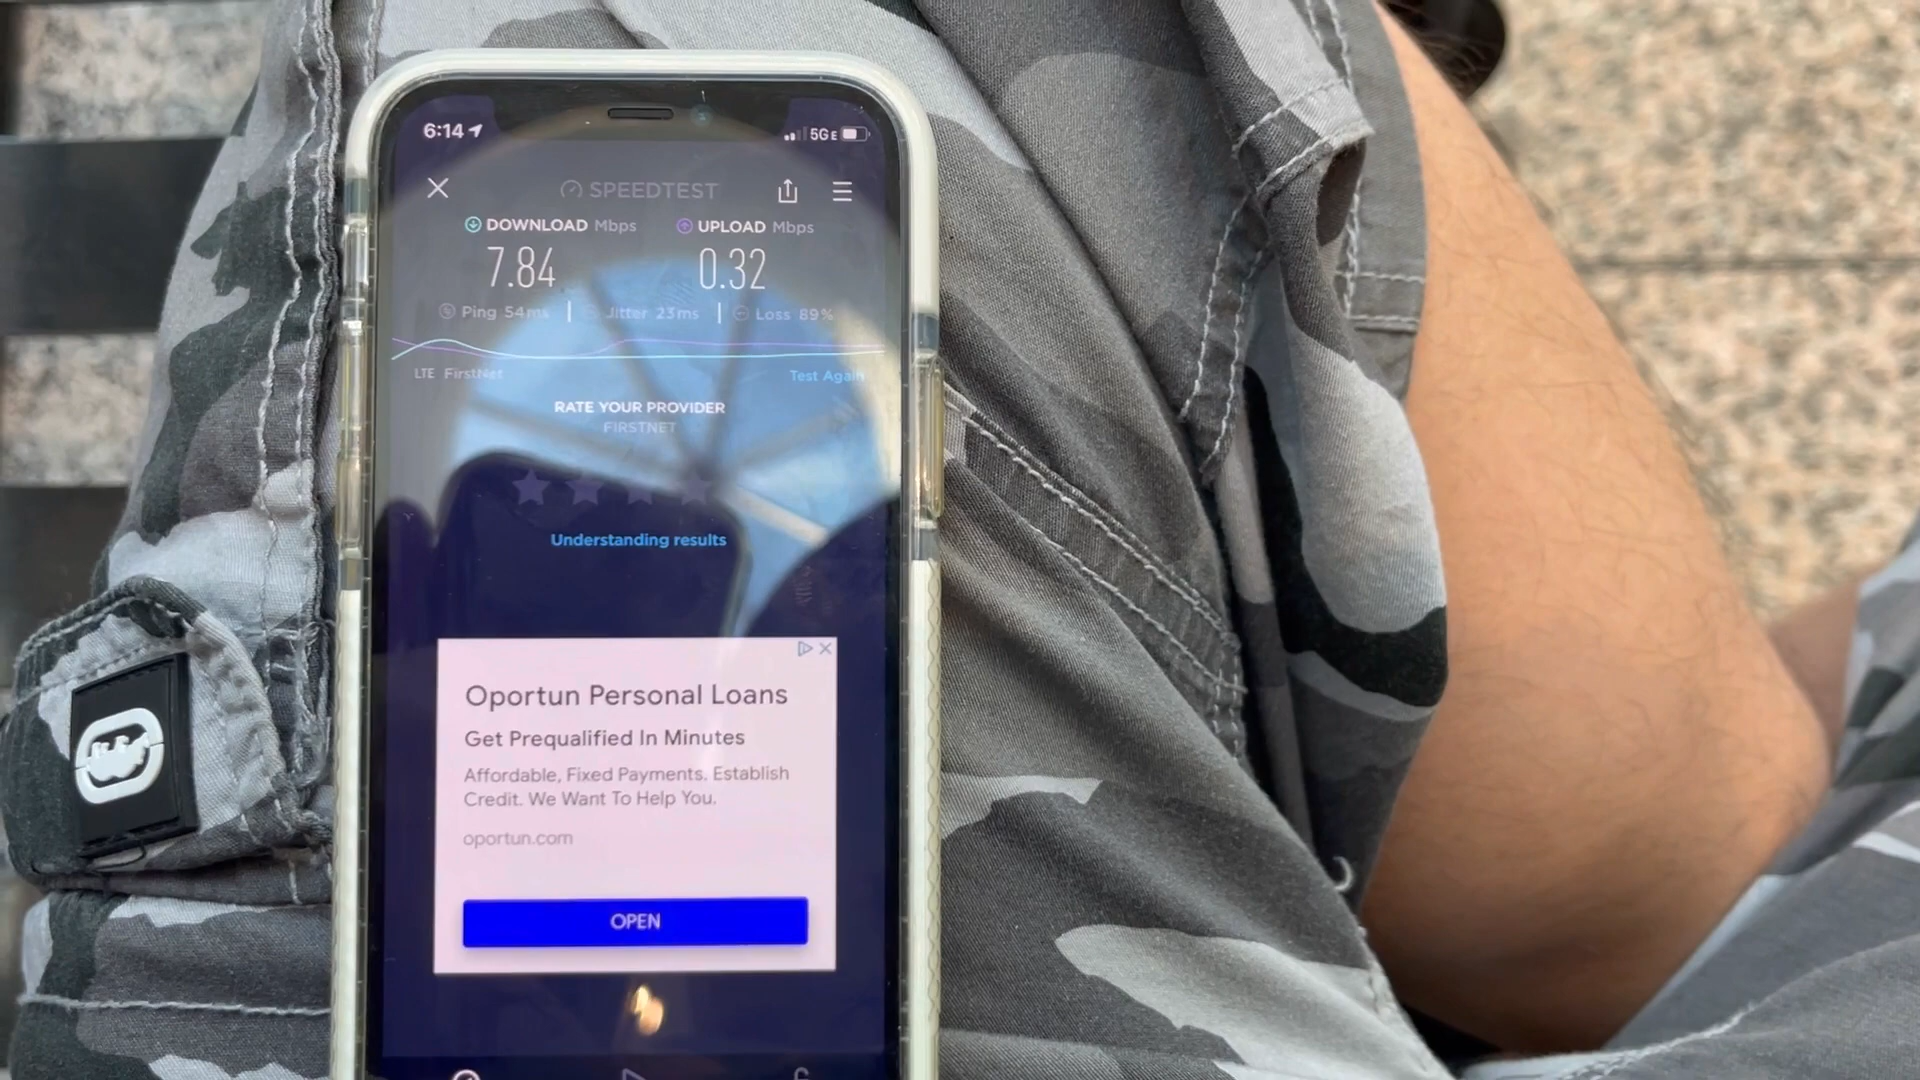 6:14 5GE
SPEEDTEST
DOWNLOAD Mbps UPLOAD Mbps
7.84 0.32
Ping 54ms Jitter 23ms Loss 89%
LTE FirstNet Test Again
RATE YOUR PROVIDER
FIRSTNET
Understanding results
Oportun Personal Loans
Get Prequalified In Minutes
Affordable, Fixed Payments. Establish
Credit. We Want To Help You.
oportun.com
OPEN